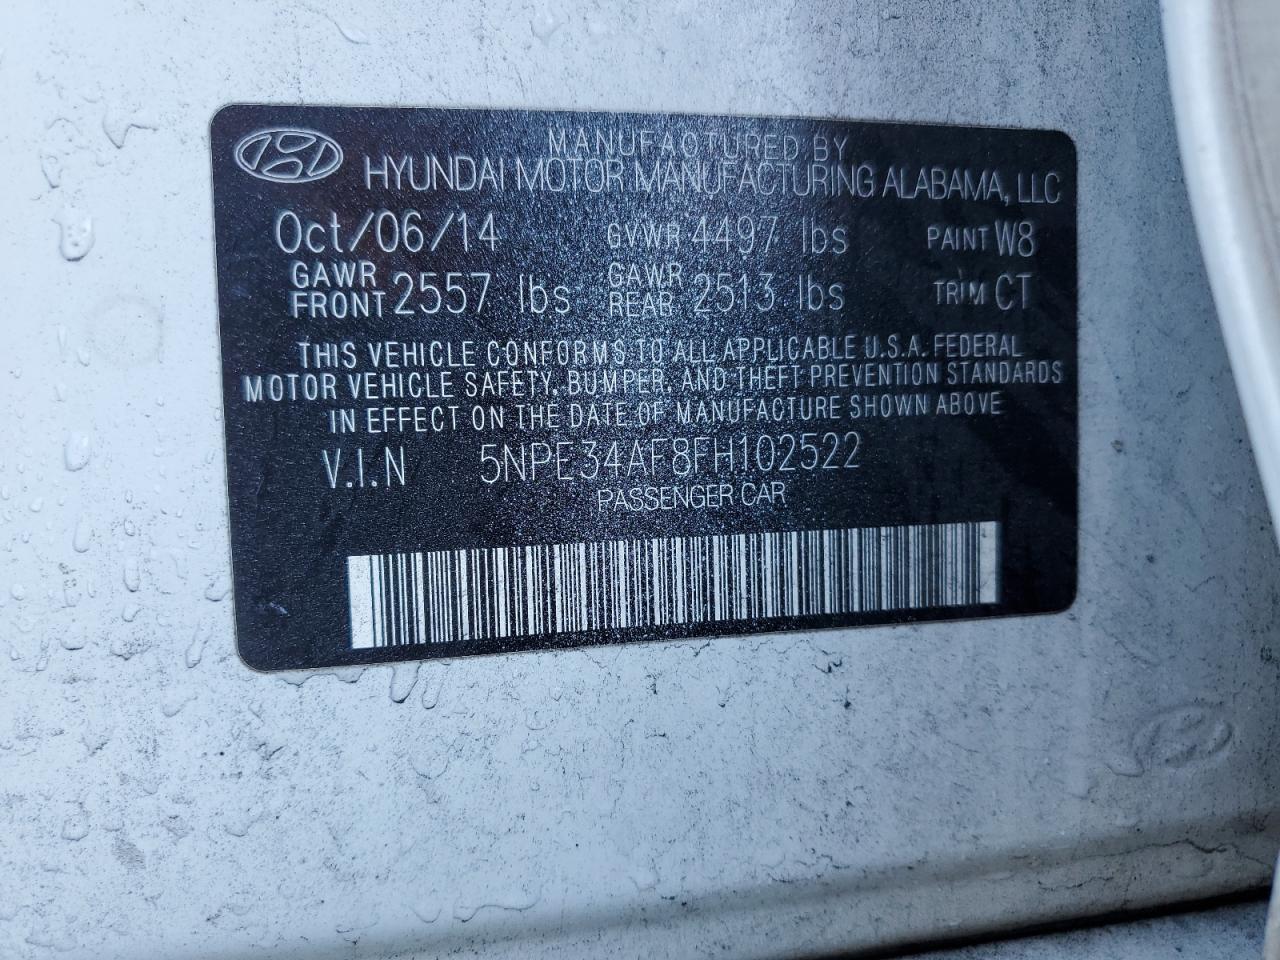 MANUFACTURED BY
HYUNDAI MOTOR MANUFACTURING ALABAMA, LLC
Oct/06/14 GVWR 4497 lbs PAINT W8
GAWR FRONT 2557 lbs GAWR REAR 2513 lbs TRIM CT
THIS VEHICLE CONFORMS TO ALL APPLICABLE U.S.A. FEDERAL
MOTOR VEHICLE SAFETY, BUMPER, AND THEFT PREVENTION STANDARDS
IN EFFECT ON THE DATE OF MANUFACTURE SHOWN ABOVE
V.I.N 5NPE34AF8FH102522
PASSENGER CAR